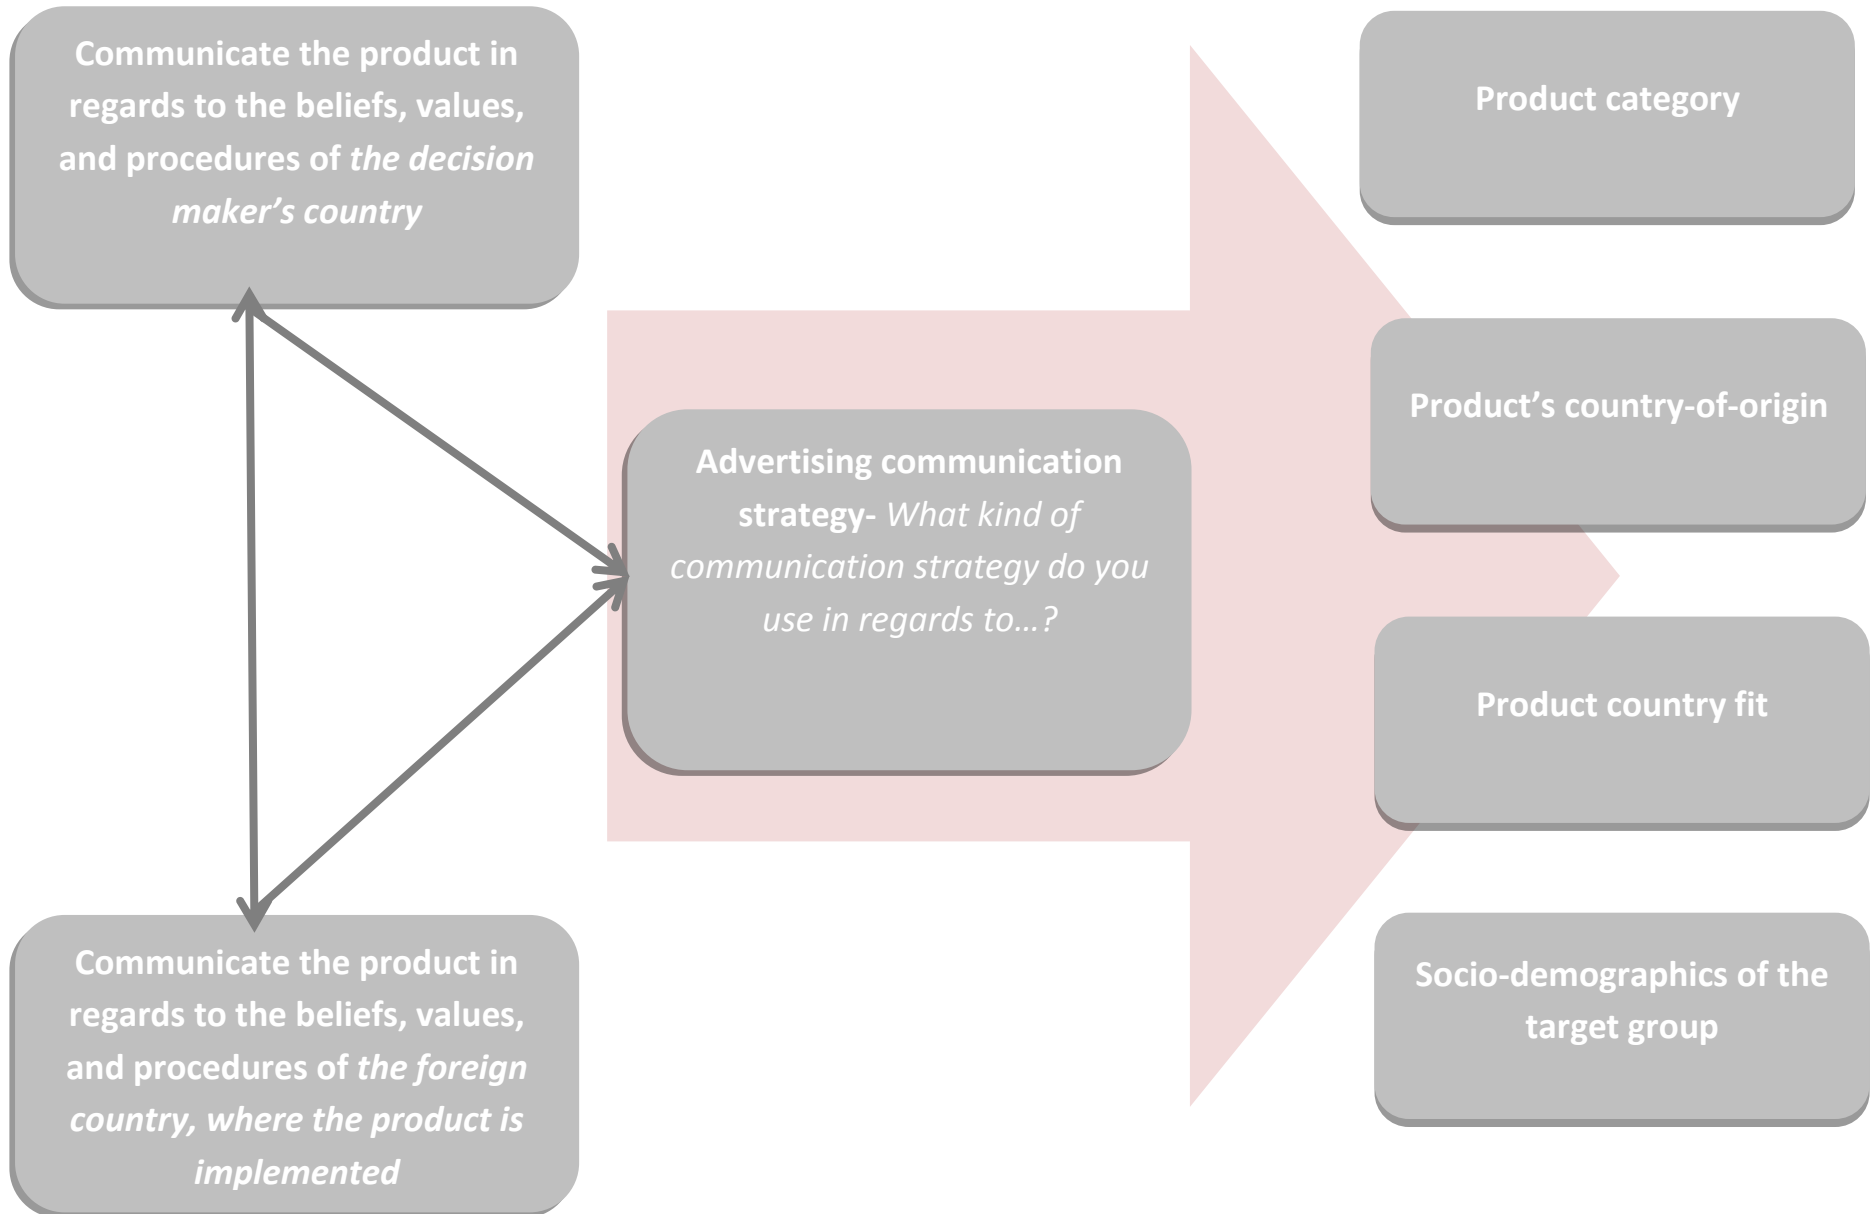 Communicate the product in
regards to the beliefs, values,
and procedures of the decision
maker’s country
Communicate the product in
regards to the beliefs, values,
and procedures of the foreign
country, where the product is
implemented
Advertising communication
strategy- What kind of
communication strategy do you
use in regards to…?
Product category
Product’s country-of-origin
Product country fit
Socio-demographics of the
target group